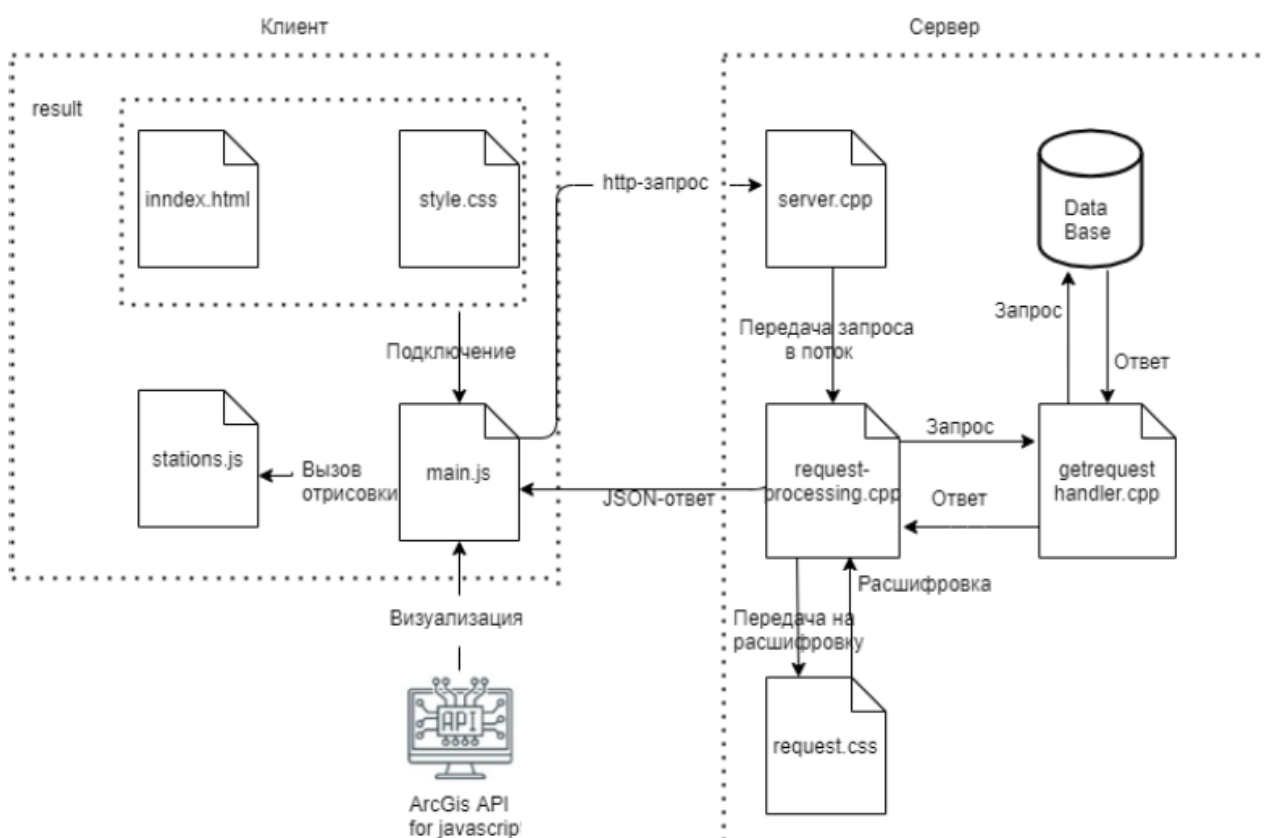 Клиент
Сервер
result
inndex.html
style.css
http-запрос
server.cpp
Data
Base
Подключение
Передача запроса
в поток
Запрос
Ответ
stations.js
Вызов
отрисовки
main.js
JSON-ответ
request-
processing.cpp
Запрос
Ответ
getrequest
handler.cpp
Визуализация
Передача на
расшифровку
Расшифровка
request.css
API
ArcGis API
for javascrip